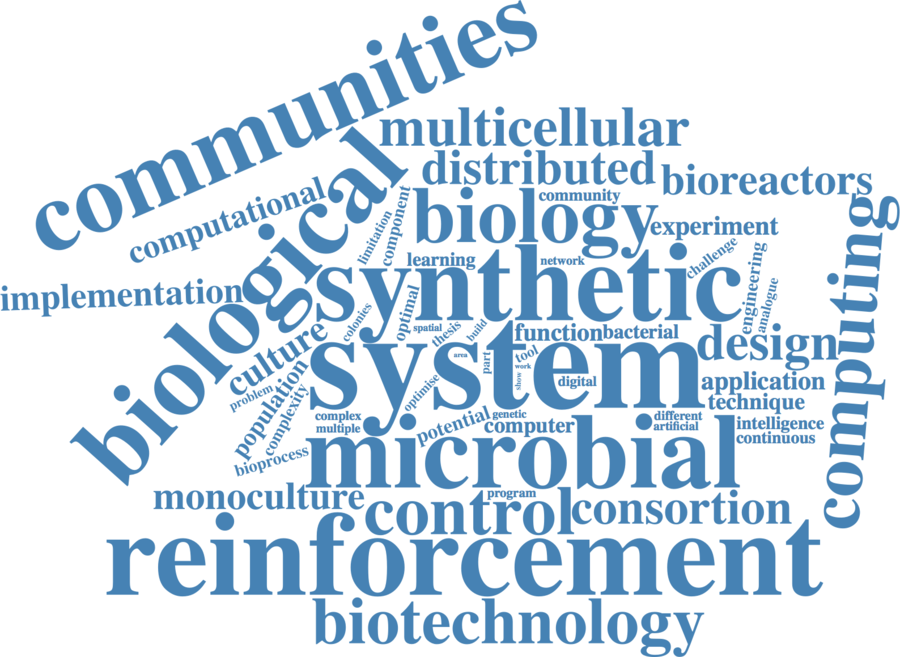 communities
multicellular
distributed
bioreactors
biological
computational
community
biology
experiment
limitation
component
learning
network
challenge
engineering
analogue
computing
implementation
synthetic
colonies
optimal
spatial
thesis
build
function
bacterial
culture
system
design
area
part
tool
work
show
digital
application
technique
problem
population
complexity
optimise
complex
multiple
potential
genetic
computer
different
artificial
intelligence
continuous
bioprocess
microbial
monoculture
program
control
consortion
reinforcement
biotechnology